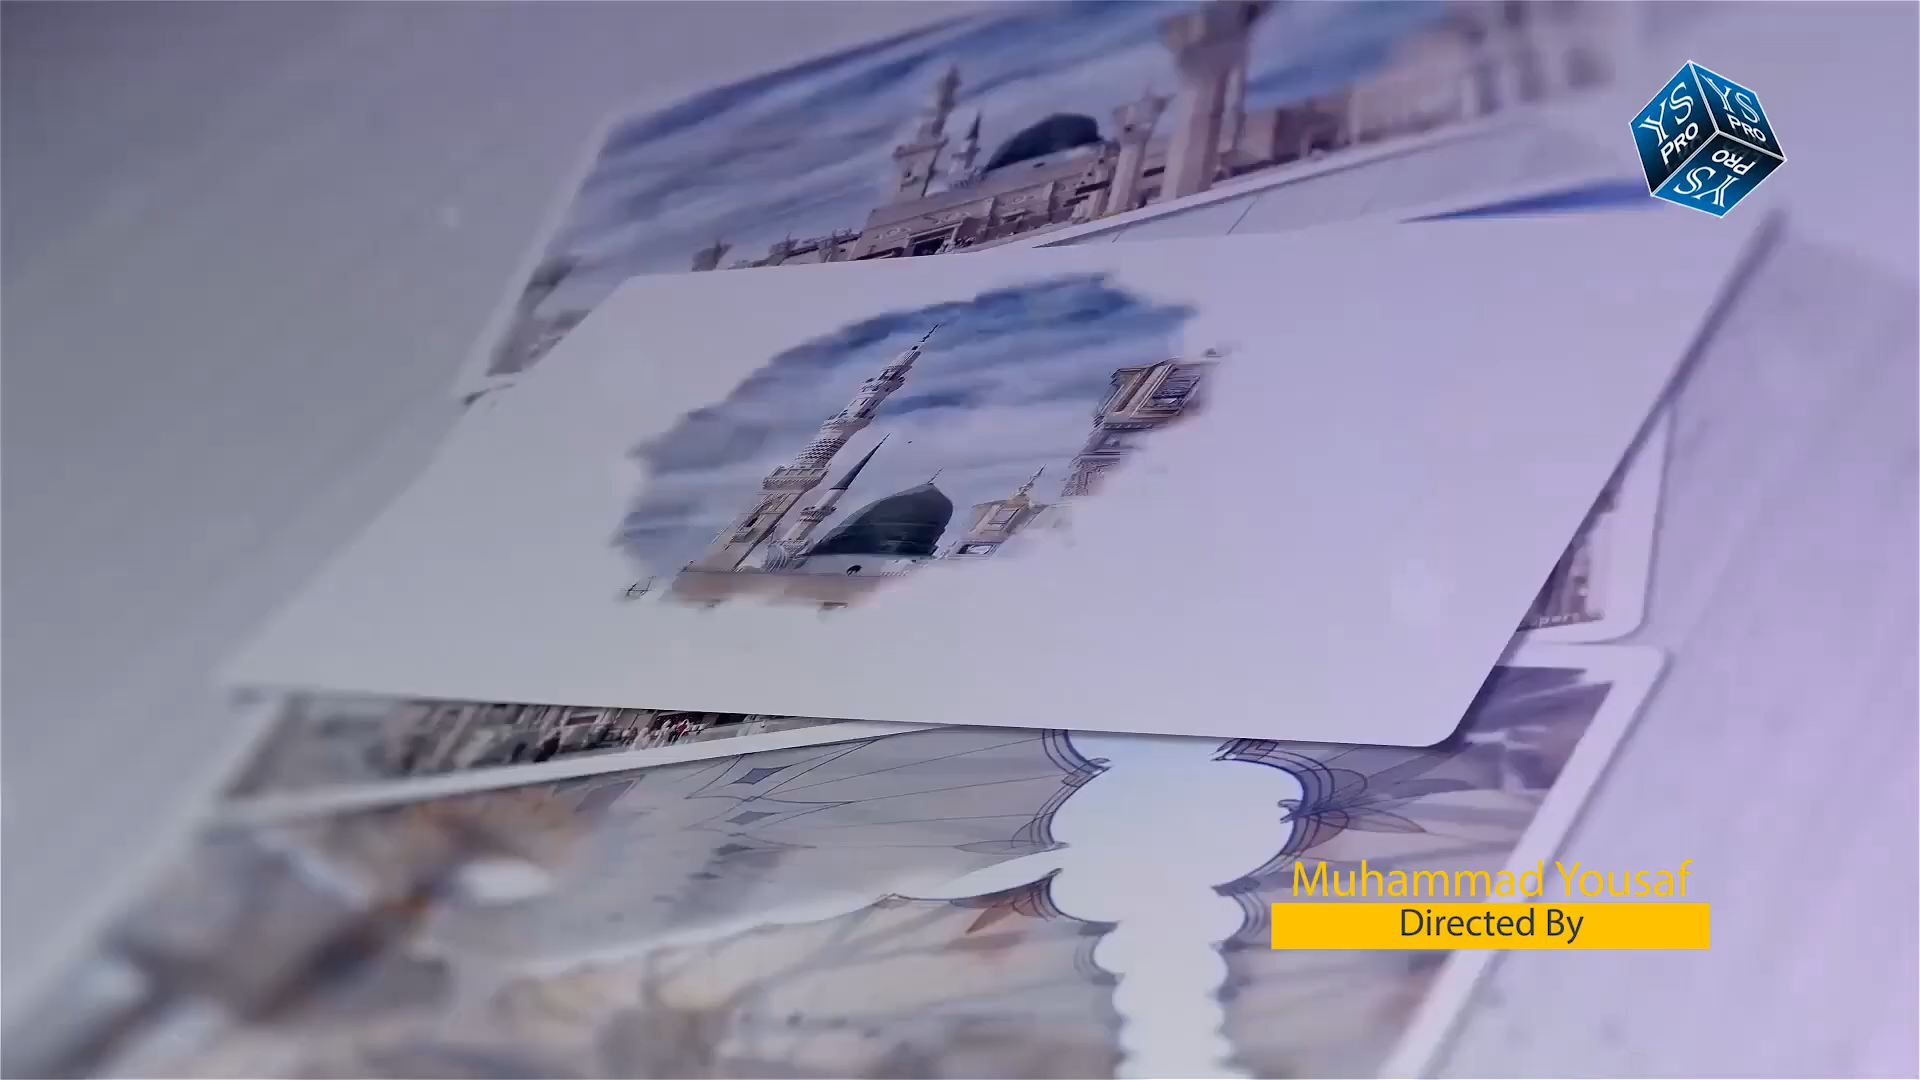 YS
PRO
YS
PRO
YS
PRO
Muhammad Yousaf
Directed By